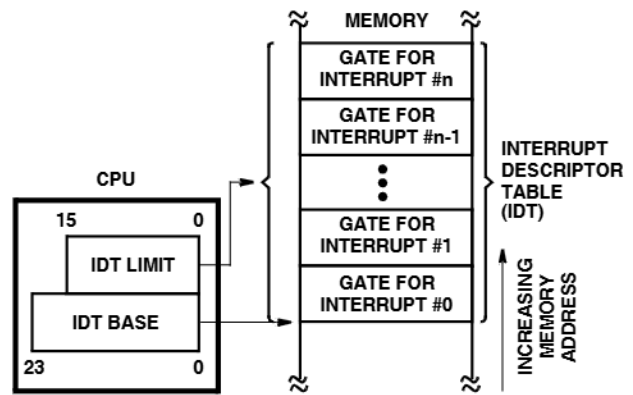 MEMORY
GATE FOR
INTERRUPT #n
GATE FOR
INTERRUPT #n-1
INTERRUPT
DESCRIPTOR
TABLE
(IDT)
CPU
15 0
IDT LIMIT
IDT BASE
23 0
GATE FOR
INTERRUPT #1
GATE FOR
INTERRUPT #0
INCREASING
MEMORY
ADDRESS